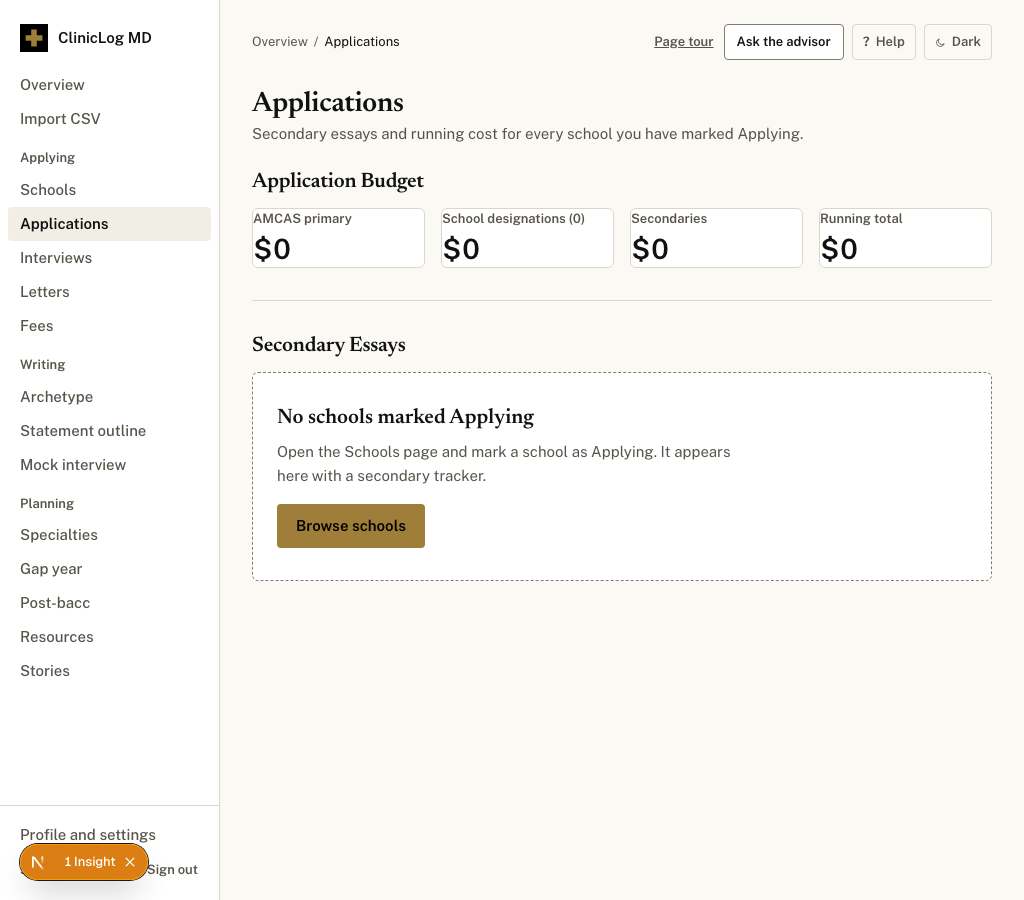 ClinicLog MD
Overview
Import CSV
Applying
Schools
Applications
Interviews
Letters
Fees
Writing
Archetype
Statement outline
Mock interview
Planning
Specialties
Gap year
Post-bacc
Resources
Stories
Profile and settings
1 Insight
Sign out
Overview / Applications
Page tour
Ask the advisor
? Help
Dark
Applications
Secondary essays and running cost for every school you have marked Applying.
Application Budget
AMCAS primary
$0
School designations (0)
$0
Secondaries
$0
Running total
$0
Secondary Essays
No schools marked Applying
Open the Schools page and mark a school as Applying. It appears
here with a secondary tracker.
Browse schools